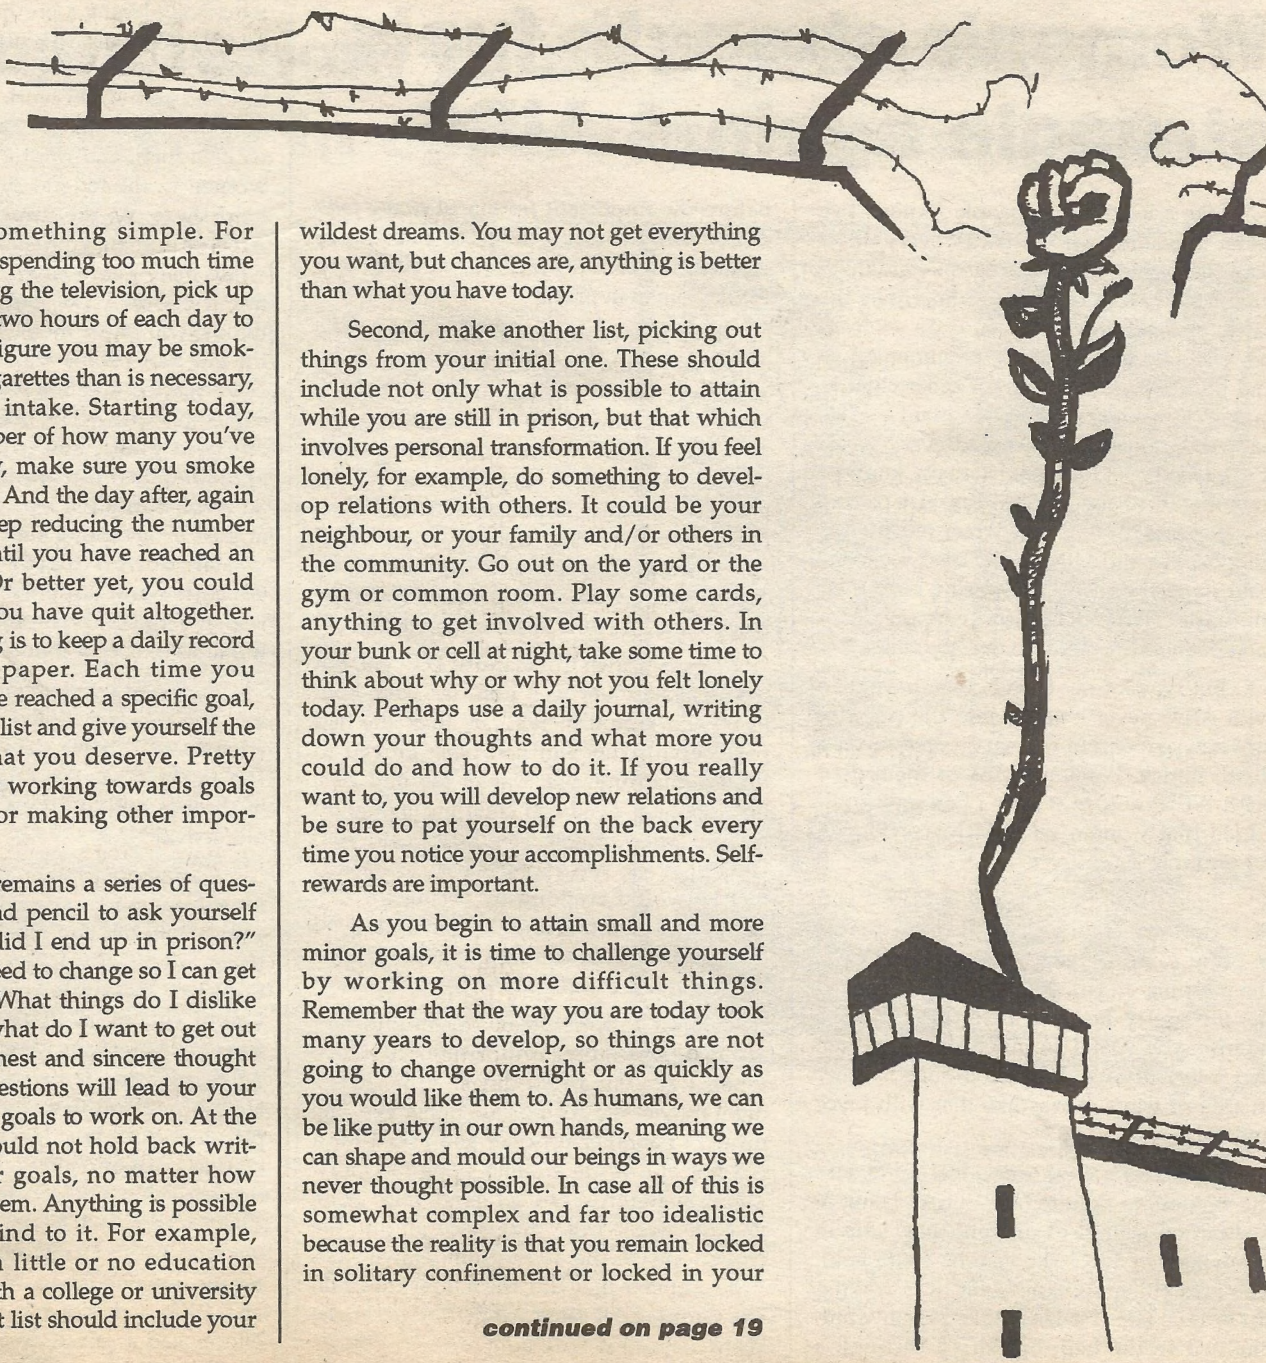 omething simple. For
spending too much time
g the television, pick up
two hours of each day to
igure you may be smok-
arettes than is necessary,
intake. Starting today,
ber of how many you've
, make sure you smoke
And the day after, again
ep reducing the number
til you have reached an
Or better yet, you could
ou have quit altogether.
g is to keep a daily record
paper. Each time you
e reached a specific goal,
list and give yourself the
hat you deserve. Pretty
working towards goals
or making other impor-
remains a series of ques-
nd pencil to ask yourself
did I end up in prison?"
eed to change so I can get
What things do I dislike
what do I want to get out
nest and sincere thought
estions will lead to your
goals to work on. At the
ould not hold back writ-
r goals, no matter how
em. Anything is possible
ind to it. For example,
little or no education
h a college or university
t list should include your
wildest dreams. You may not get everything
you want, but chances are, anything is better
than what you have today.
Second, make another list, picking out
things from your initial one. These should
include not only what is possible to attain
while you are still in prison, but that which
involves personal transformation. If you feel
lonely, for example, do something to devel-
op relations with others. It could be your
neighbour, or your family and/or others in
the community. Go out on the yard or the
gym or common room. Play some cards,
anything to get involved with others. In
your bunk or cell at night, take some time to
think about why or why not you felt lonely
today. Perhaps use a daily journal, writing
down your thoughts and what more you
could do and how to do it. If you really
want to, you will develop new relations and
be sure to pat yourself on the back every
time you notice your accomplishments. Self-
rewards are important.
As you begin to attain small and more
minor goals, it is time to challenge yourself
by working on more difficult things.
Remember that the way you are today took
many years to develop, so things are not
going to change overnight or as quickly as
you would like them to. As humans, we can
be like putty in our own hands, meaning we
can shape and mould our beings in ways we
never thought possible. In case all of this is
somewhat complex and far too idealistic
because the reality is that you remain locked
in solitary confinement or locked in your
continued on page 19